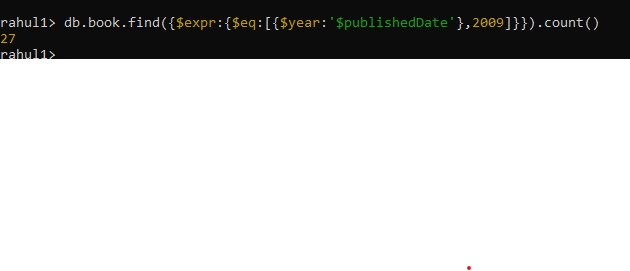 rahul1> db.book.find({$expr:{$eq:[{$year:'$publishedDate'},2009]}}).count()
27
rahul1>